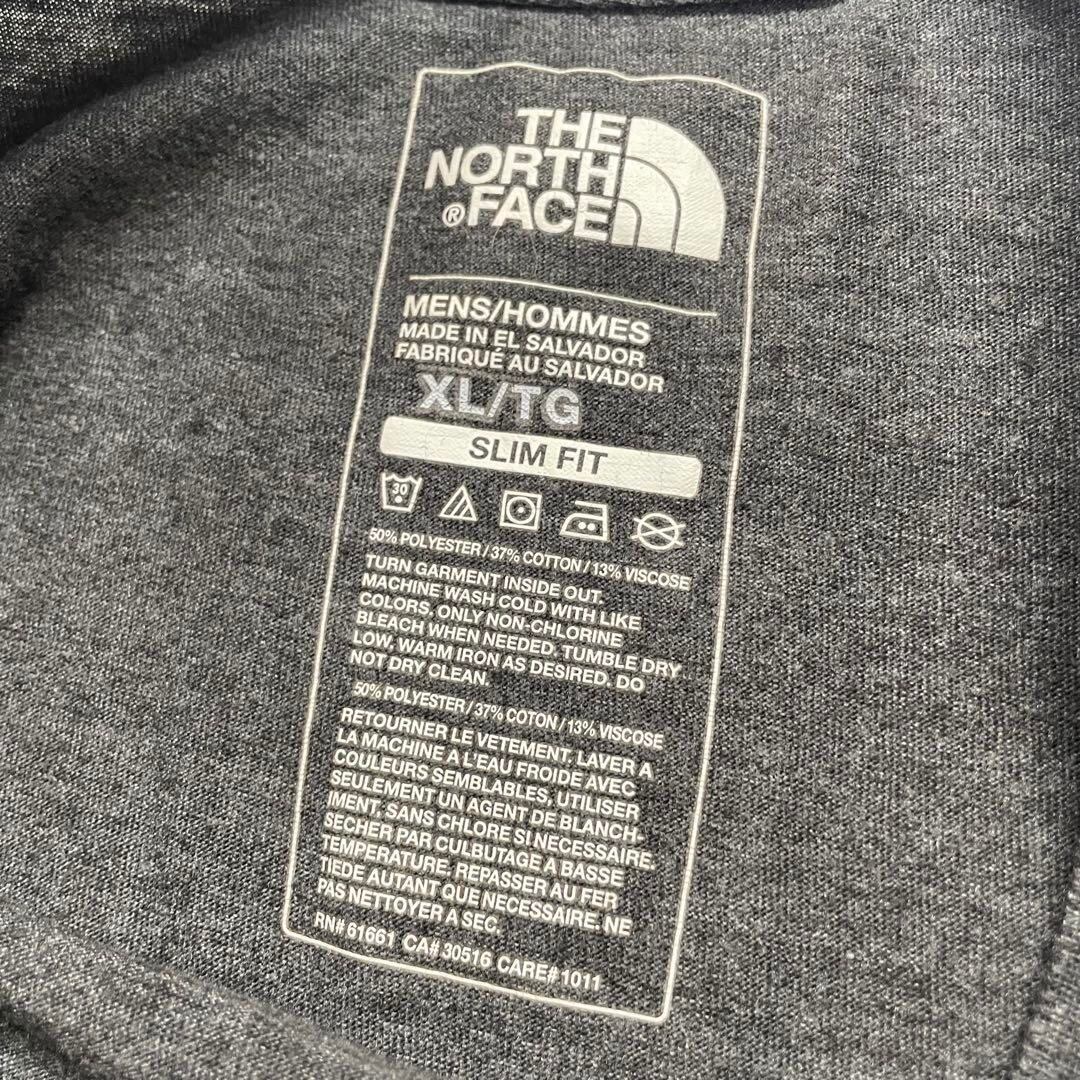 THE
NORTH
®FACE
MENS/HOMMES
MADE IN EL SALVADOR
FABRIQUÉ AU SALVADOR
XL/TG
SLIM FIT
30
50% POLYESTER / 37% COTTON / 13% VISCOSE
TURN GARMENT INSIDE OUT.
MACHINE WASH COLD WITH LIKE
COLORS, ONLY NON-CHLORINE
BLEACH WHEN NEEDED. TUMBLE DRY
LOW, WARM IRON AS DESIRED. DO
NOT DRY CLEAN.
50% POLYESTER / 37% COTON / 13% VISCOSE
RETOURNER LE VETEMENT. LAVER A
LA MACHINE A L'EAU FROIDE AVEC
COULEURS SEMBLABLES, UTILISER
SEULEMENT UN AGENT DE BLANCH-
IMENT, SANS CHLORE SI NECESSAIRE.
SECHER PAR CULBUTAGE A BASSE
TEMPERATURE, REPASSER AU FER
TIEDE AUTANT QUE NECESSAIRE. NE
PAS NETTOYER A SEC.
RN# 61661 CA# 30516 CARE# 1011